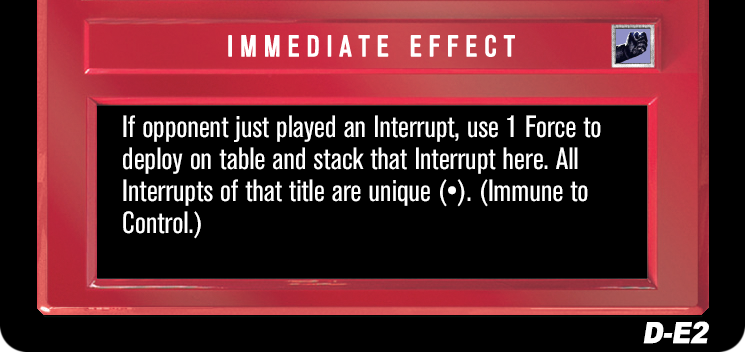 IMMEDIATE EFFECT
If opponent just played an Interrupt, use 1 Force to
deploy on table and stack that Interrupt here. All
Interrupts of that title are unique (•). (Immune to
Control.)
D-E2